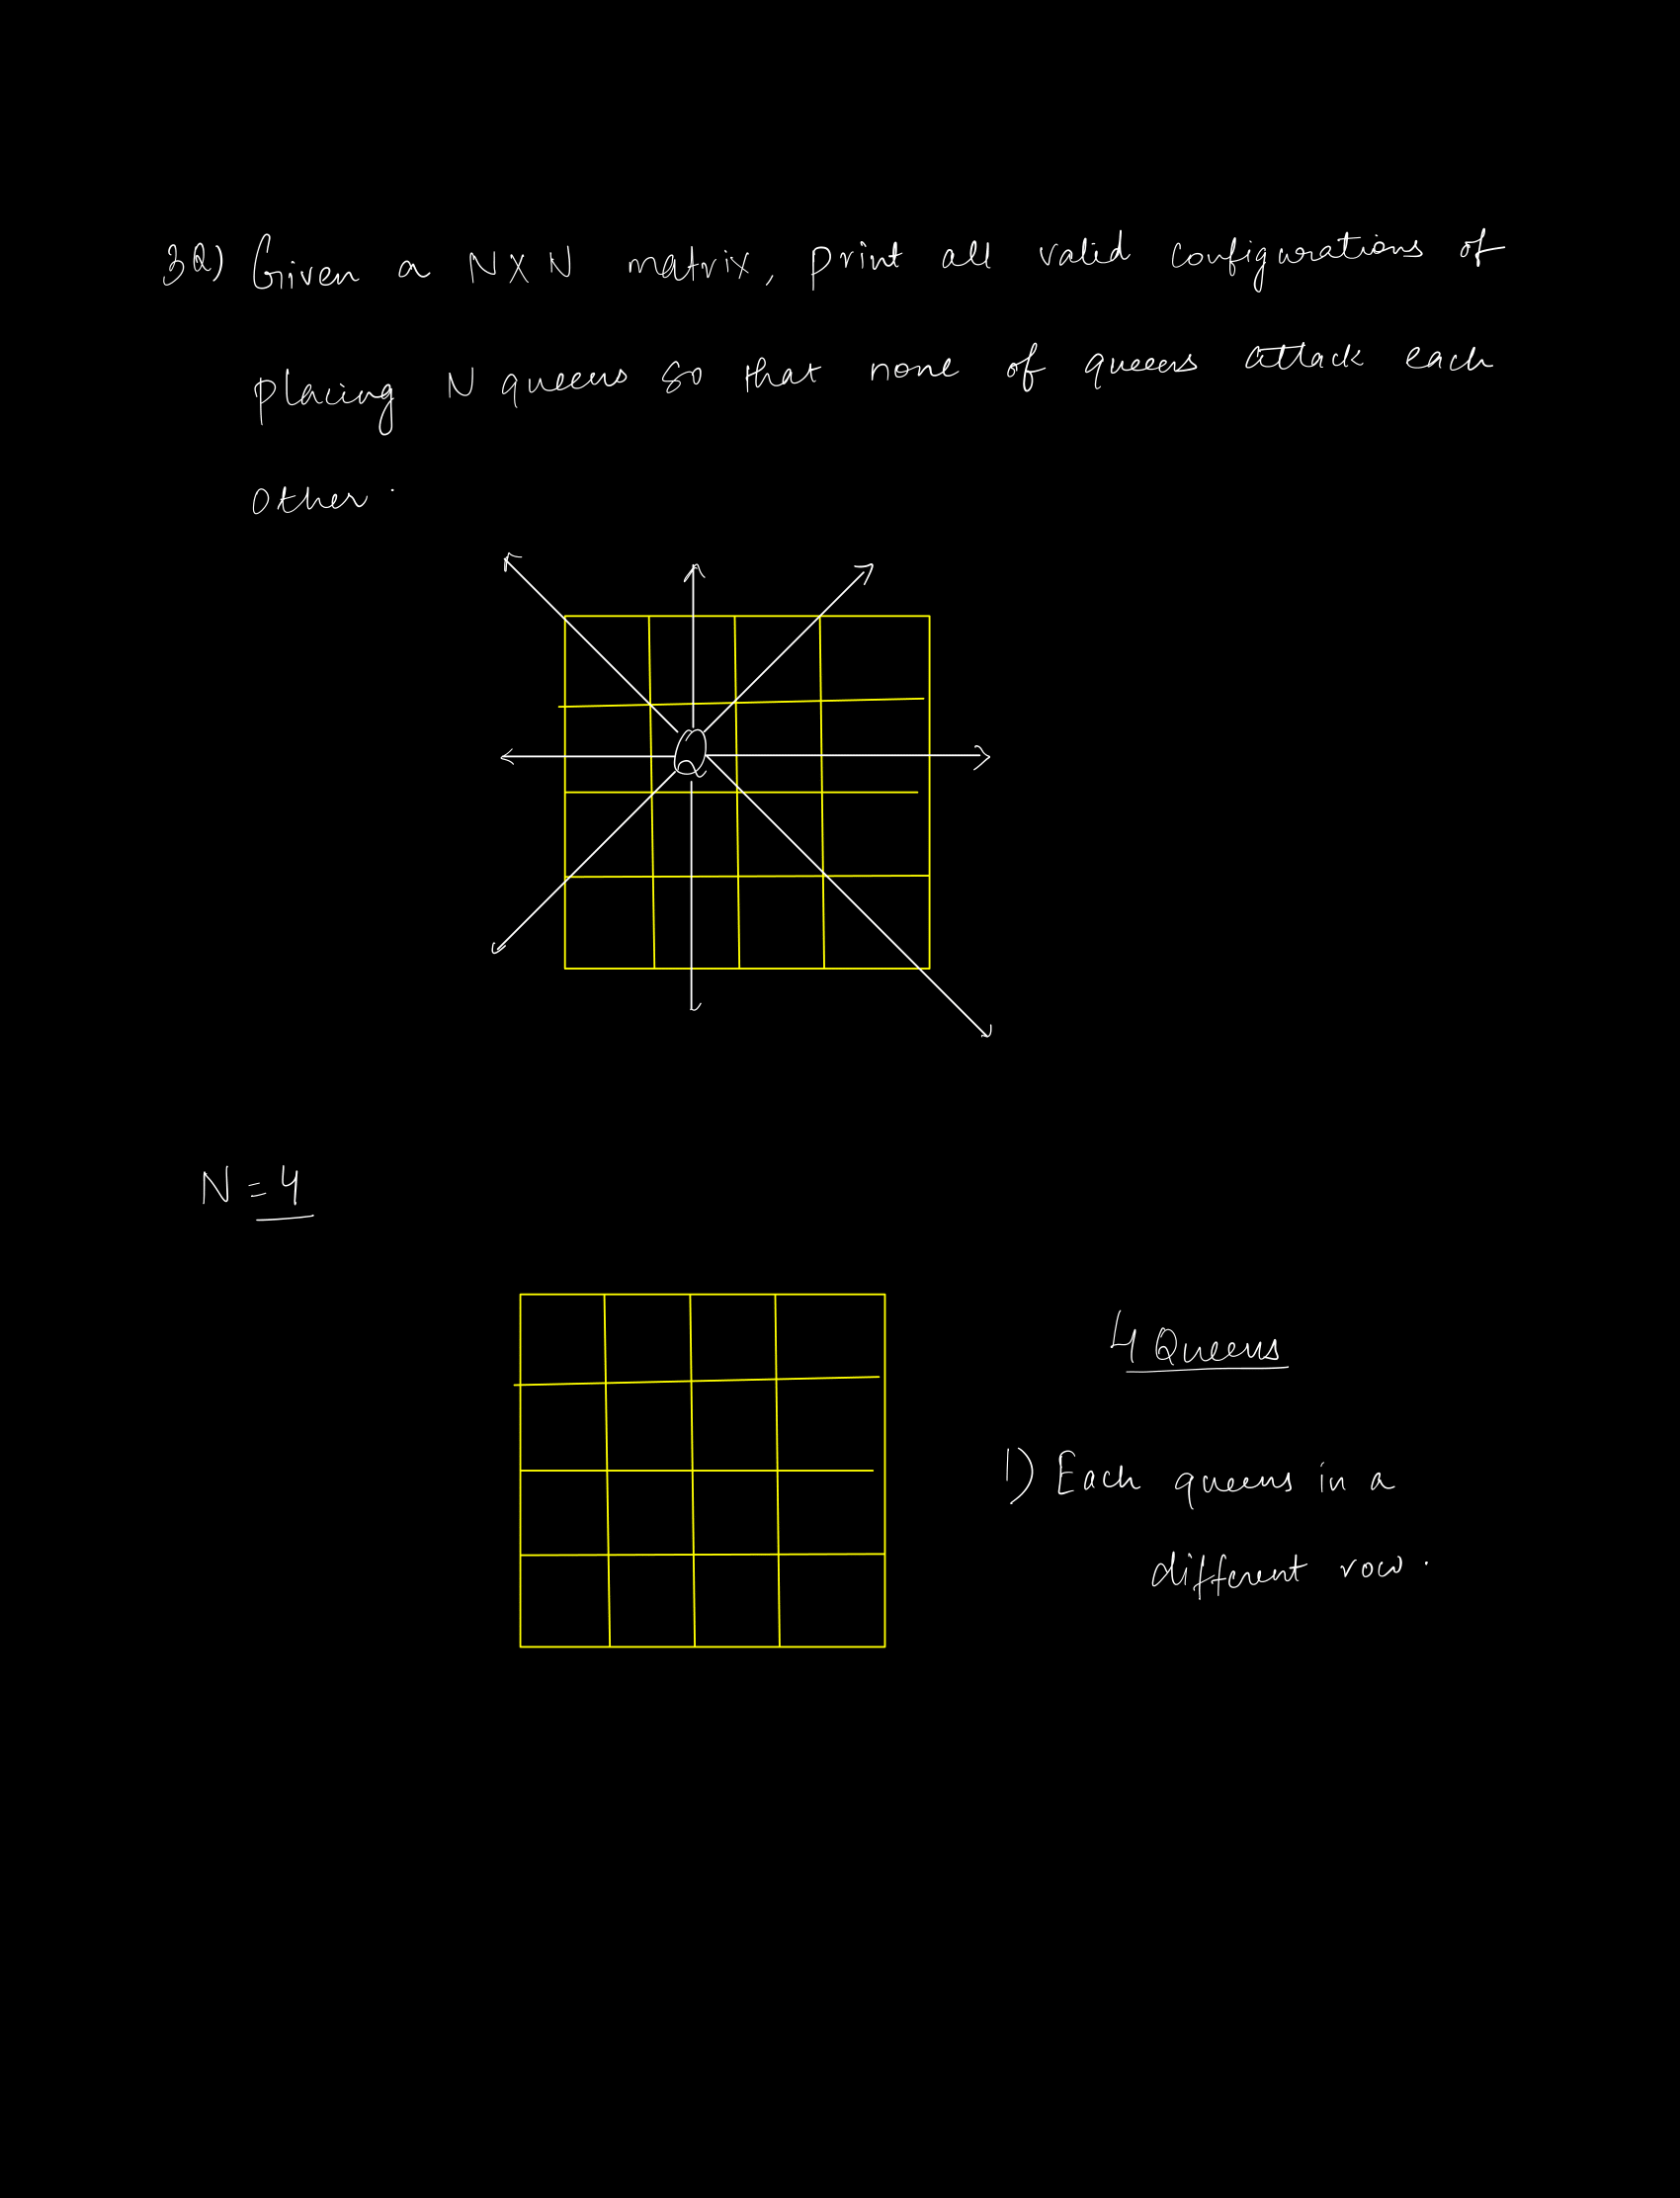 3Q) Given a NXN matrix, print all valid configurations of
placing N queens so that none of queens attack each
other.
Q
N = 4
4 Queens
1) Each queens in a
different row.